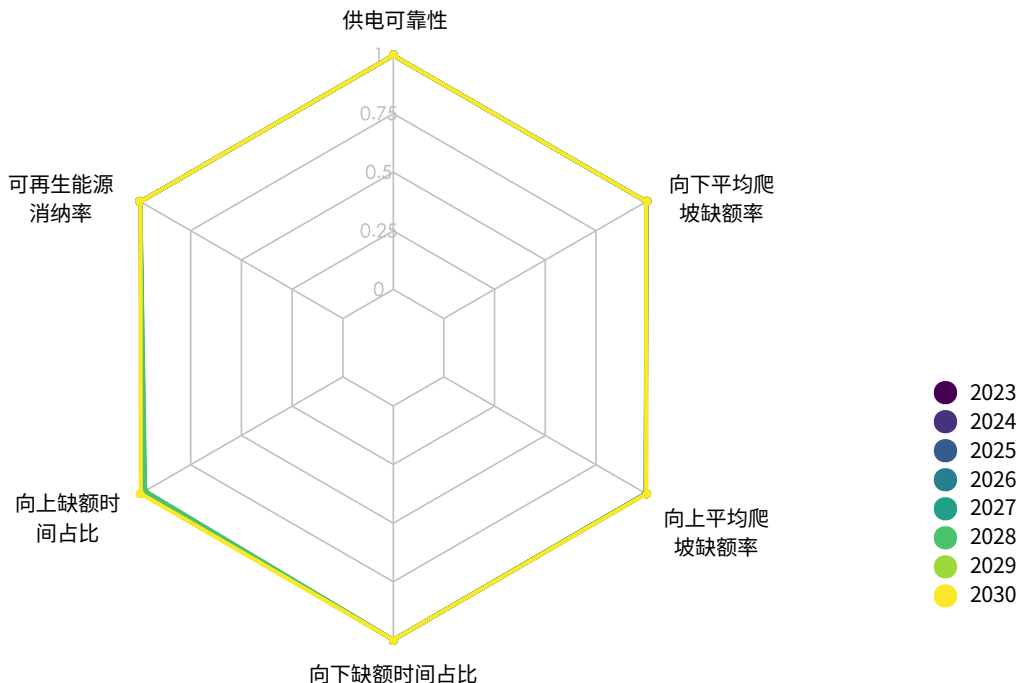 供电可靠性
1
0.75
0.5
0.25
0
可再生能源
消纳率
向下平均爬
坡缺额率
向上缺额时
间占比
向上平均爬
坡缺额率
向下缺额时间占比
2023
2024
2025
2026
2027
2028
2029
2030